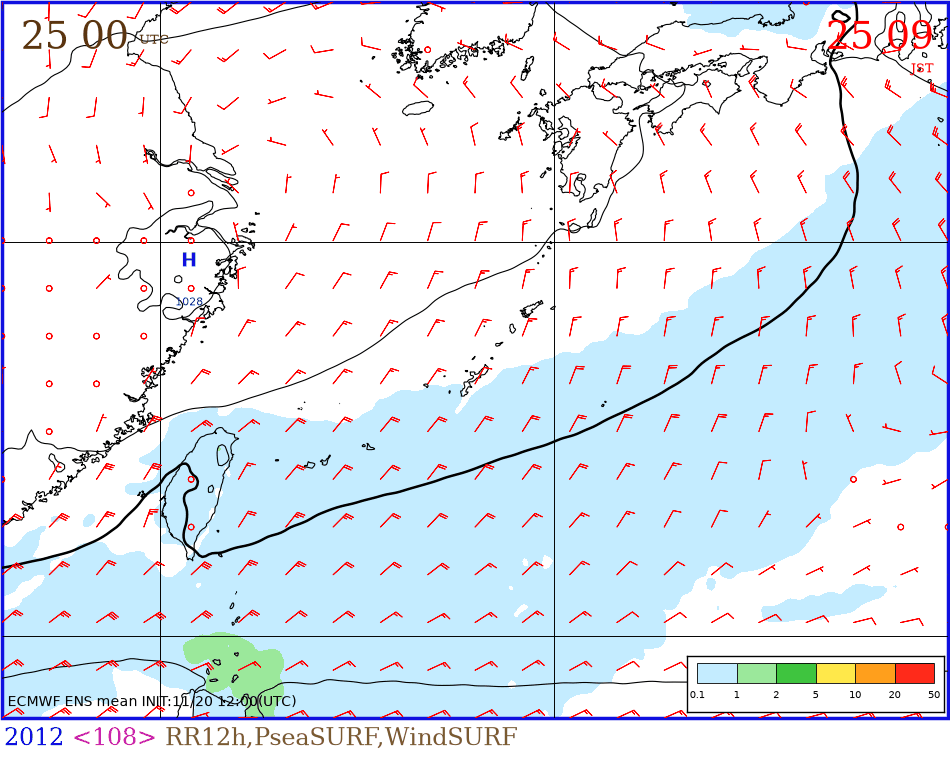 25 00 UTC
25 09
JST
H
1028
0.1 1 2 5 10 20 50
ECMWF ENS mean INIT:11/20 12:00(UTC)
2012 <108> RR12h,PseaSURF,WindSURF